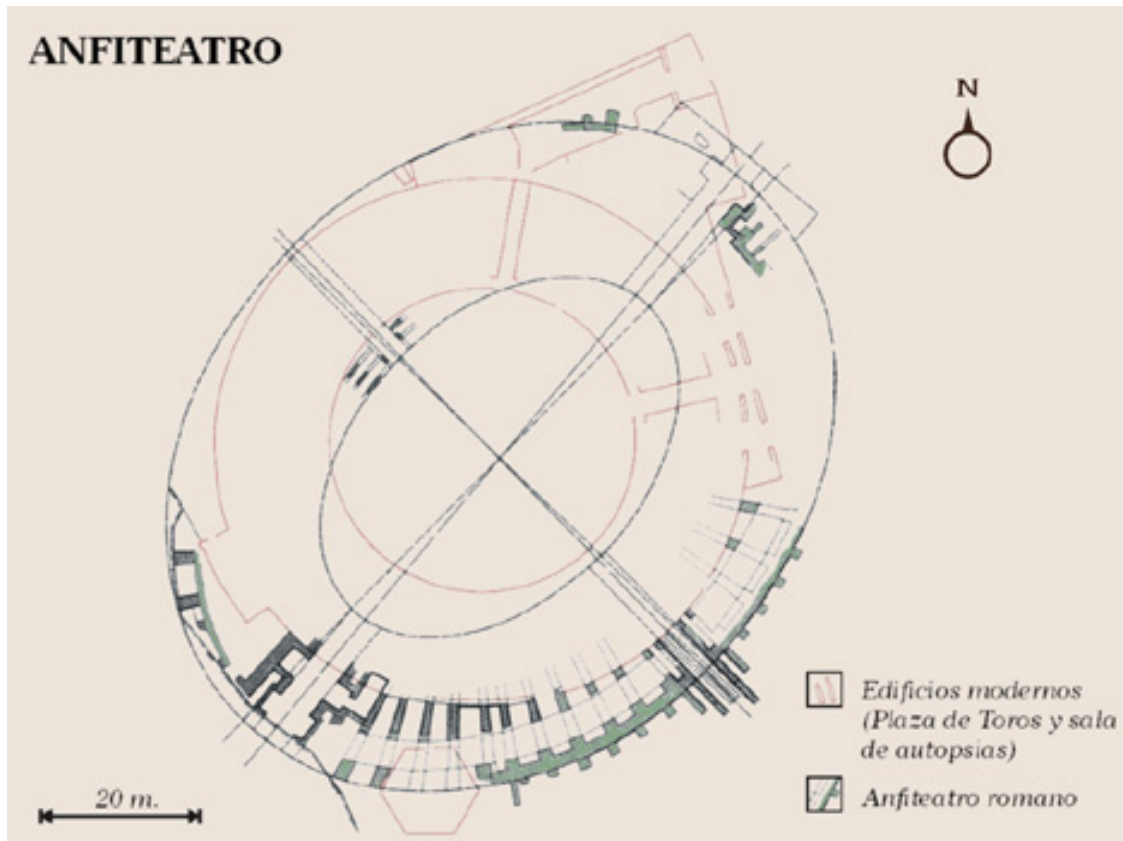 ANFITEATRO
N
Edificios modernos
(Plaza de Toros y sala
de autopsias)
Anfiteatro romano
20 m.